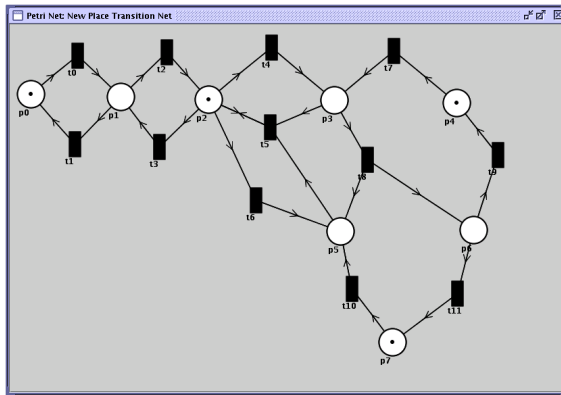 Petri Net: New Place Transition Net
t0
t2
t4
t7
p0
p1
p2
p3
p4
t1
t3
t5
t8
t9
t6
p5
p6
t10
t11
p7